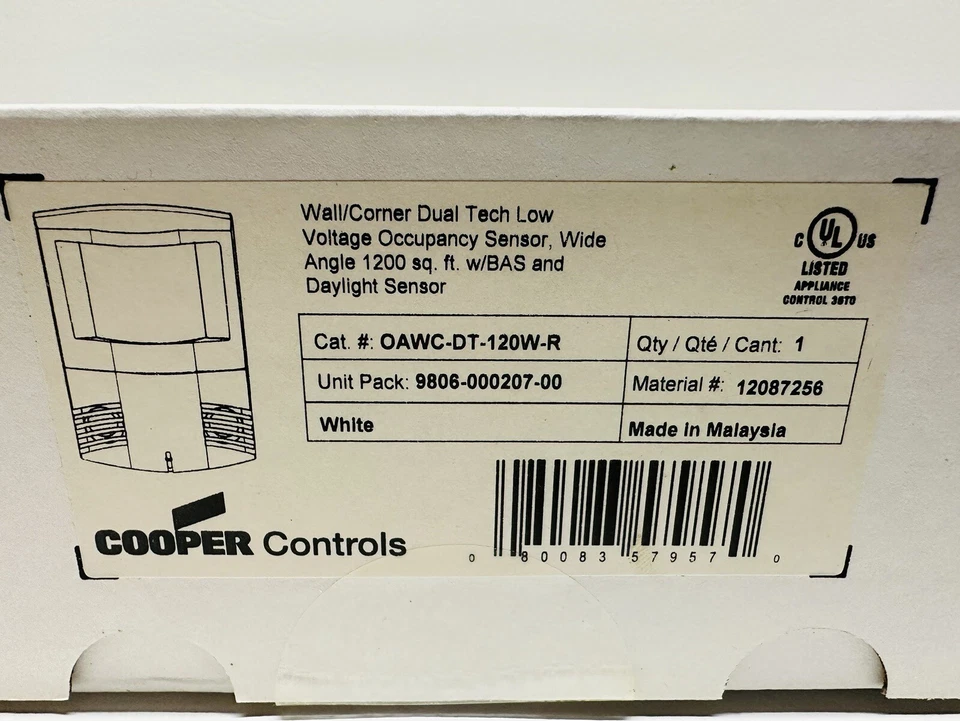 Wall/Corner Dual Tech Low
Voltage Occupancy Sensor, Wide
Angle 1200 sq. ft. w/BAS and
Daylight Sensor
C UL US
LISTED
APPLIANCE
CONTROL 36T0
Cat. #: OAWC-DT-120W-R
Qty / Qté / Cant: 1
Unit Pack: 9806-000207-00
Material #: 12087256
White
Made in Malaysia
COOPER Controls
0 80083 57957 0